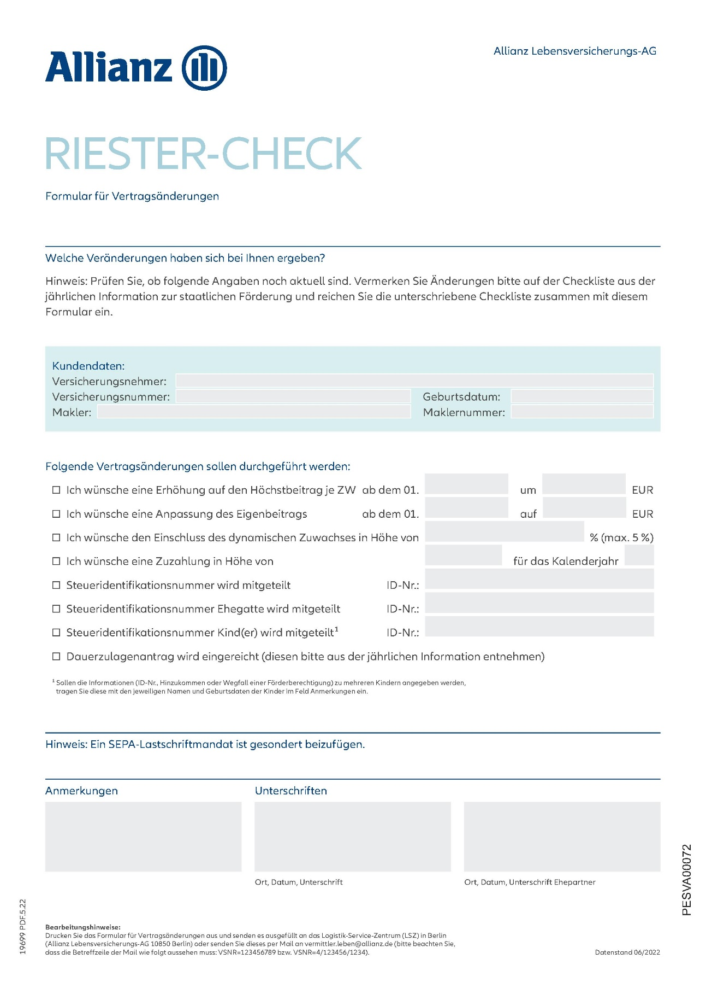 Allianz
Allianz Lebensversicherungs-AG
RIESTER-CHECK
Formular für Vertragsänderungen
Welche Veränderungen haben sich bei Ihnen ergeben?
Hinweis: Prüfen Sie, ob folgende Angaben noch aktuell sind. Vermerken Sie Änderungen bitte auf der Checkliste aus der
jährlichen Information zur staatlichen Förderung und reichen Sie die unterschriebene Checkliste zusammen mit diesem
Formular ein.
Kundendaten:
Versicherungsnehmer:
Versicherungsnummer: Geburtsdatum:
Makler: Maklernummer:
Folgende Vertragsänderungen sollen durchgeführt werden:
☐ Ich wünsche eine Erhöhung auf den Höchstbeitrag je ZW ab dem 01. um EUR
☐ Ich wünsche eine Anpassung des Eigenbeitrags ab dem 01. auf EUR
☐ Ich wünsche den Einschluss des dynamischen Zuwachses in Höhe von % (max. 5 %)
☐ Ich wünsche eine Zuzahlung in Höhe von für das Kalenderjahr
☐ Steueridentifikationsnummer wird mitgeteilt ID-Nr.:
☐ Steueridentifikationsnummer Ehegatte wird mitgeteilt ID-Nr.:
☐ Steueridentifikationsnummer Kind(er) wird mitgeteilt¹ ID-Nr.:
☐ Dauerzulagenantrag wird eingereicht (diesen bitte aus der jährlichen Information entnehmen)
¹ Sollen die Informationen (ID-Nr., Hinzukommen oder Wegfall einer Förderberechtigung) zu mehreren Kindern angegeben werden,
tragen Sie diese mit den jeweiligen Namen und Geburtsdaten der Kinder im Feld Anmerkungen ein.
Hinweis: Ein SEPA-Lastschriftmandat ist gesondert beizufügen.
Anmerkungen Unterschriften
Ort, Datum, Unterschrift Ort, Datum, Unterschrift Ehepartner
Bearbeitungshinweise:
Drucken Sie das Formular für Vertragsänderungen aus und senden es ausgefüllt an das Logistik-Service-Zentrum (LSZ) in Berlin
(Allianz Lebensversicherungs-AG 10850 Berlin) oder senden Sie dieses per Mail an vermittler.leben@allianz.de (bitte beachten Sie,
dass die Betreffzeile der Mail wie folgt aussehen muss: VSNR=123456789 bzw. VSNR=4/123456/1234).
Datenstand 06/2022
19699 PDF.5.22
PESVA00072